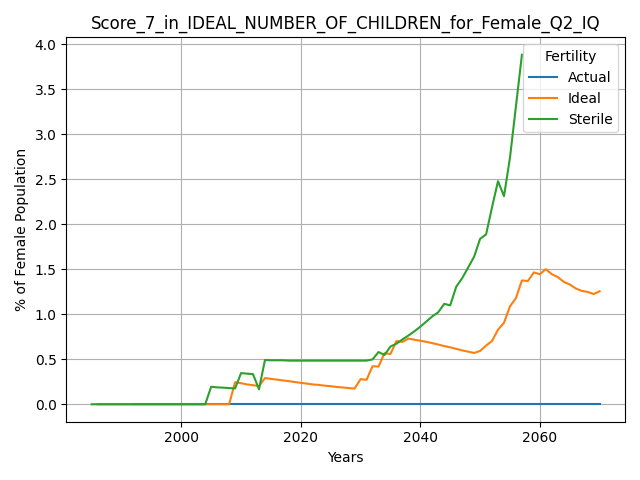 Score_7_in_IDEAL_NUMBER_OF_CHILDREN_for_Female_Q2_IQ
4.0
3.5
3.0
2.5
2.0
1.5
1.0
0.5
0.0
% of Female Population
Fertility
Actual
Ideal
Sterile
2000
2020
2040
2060
Years